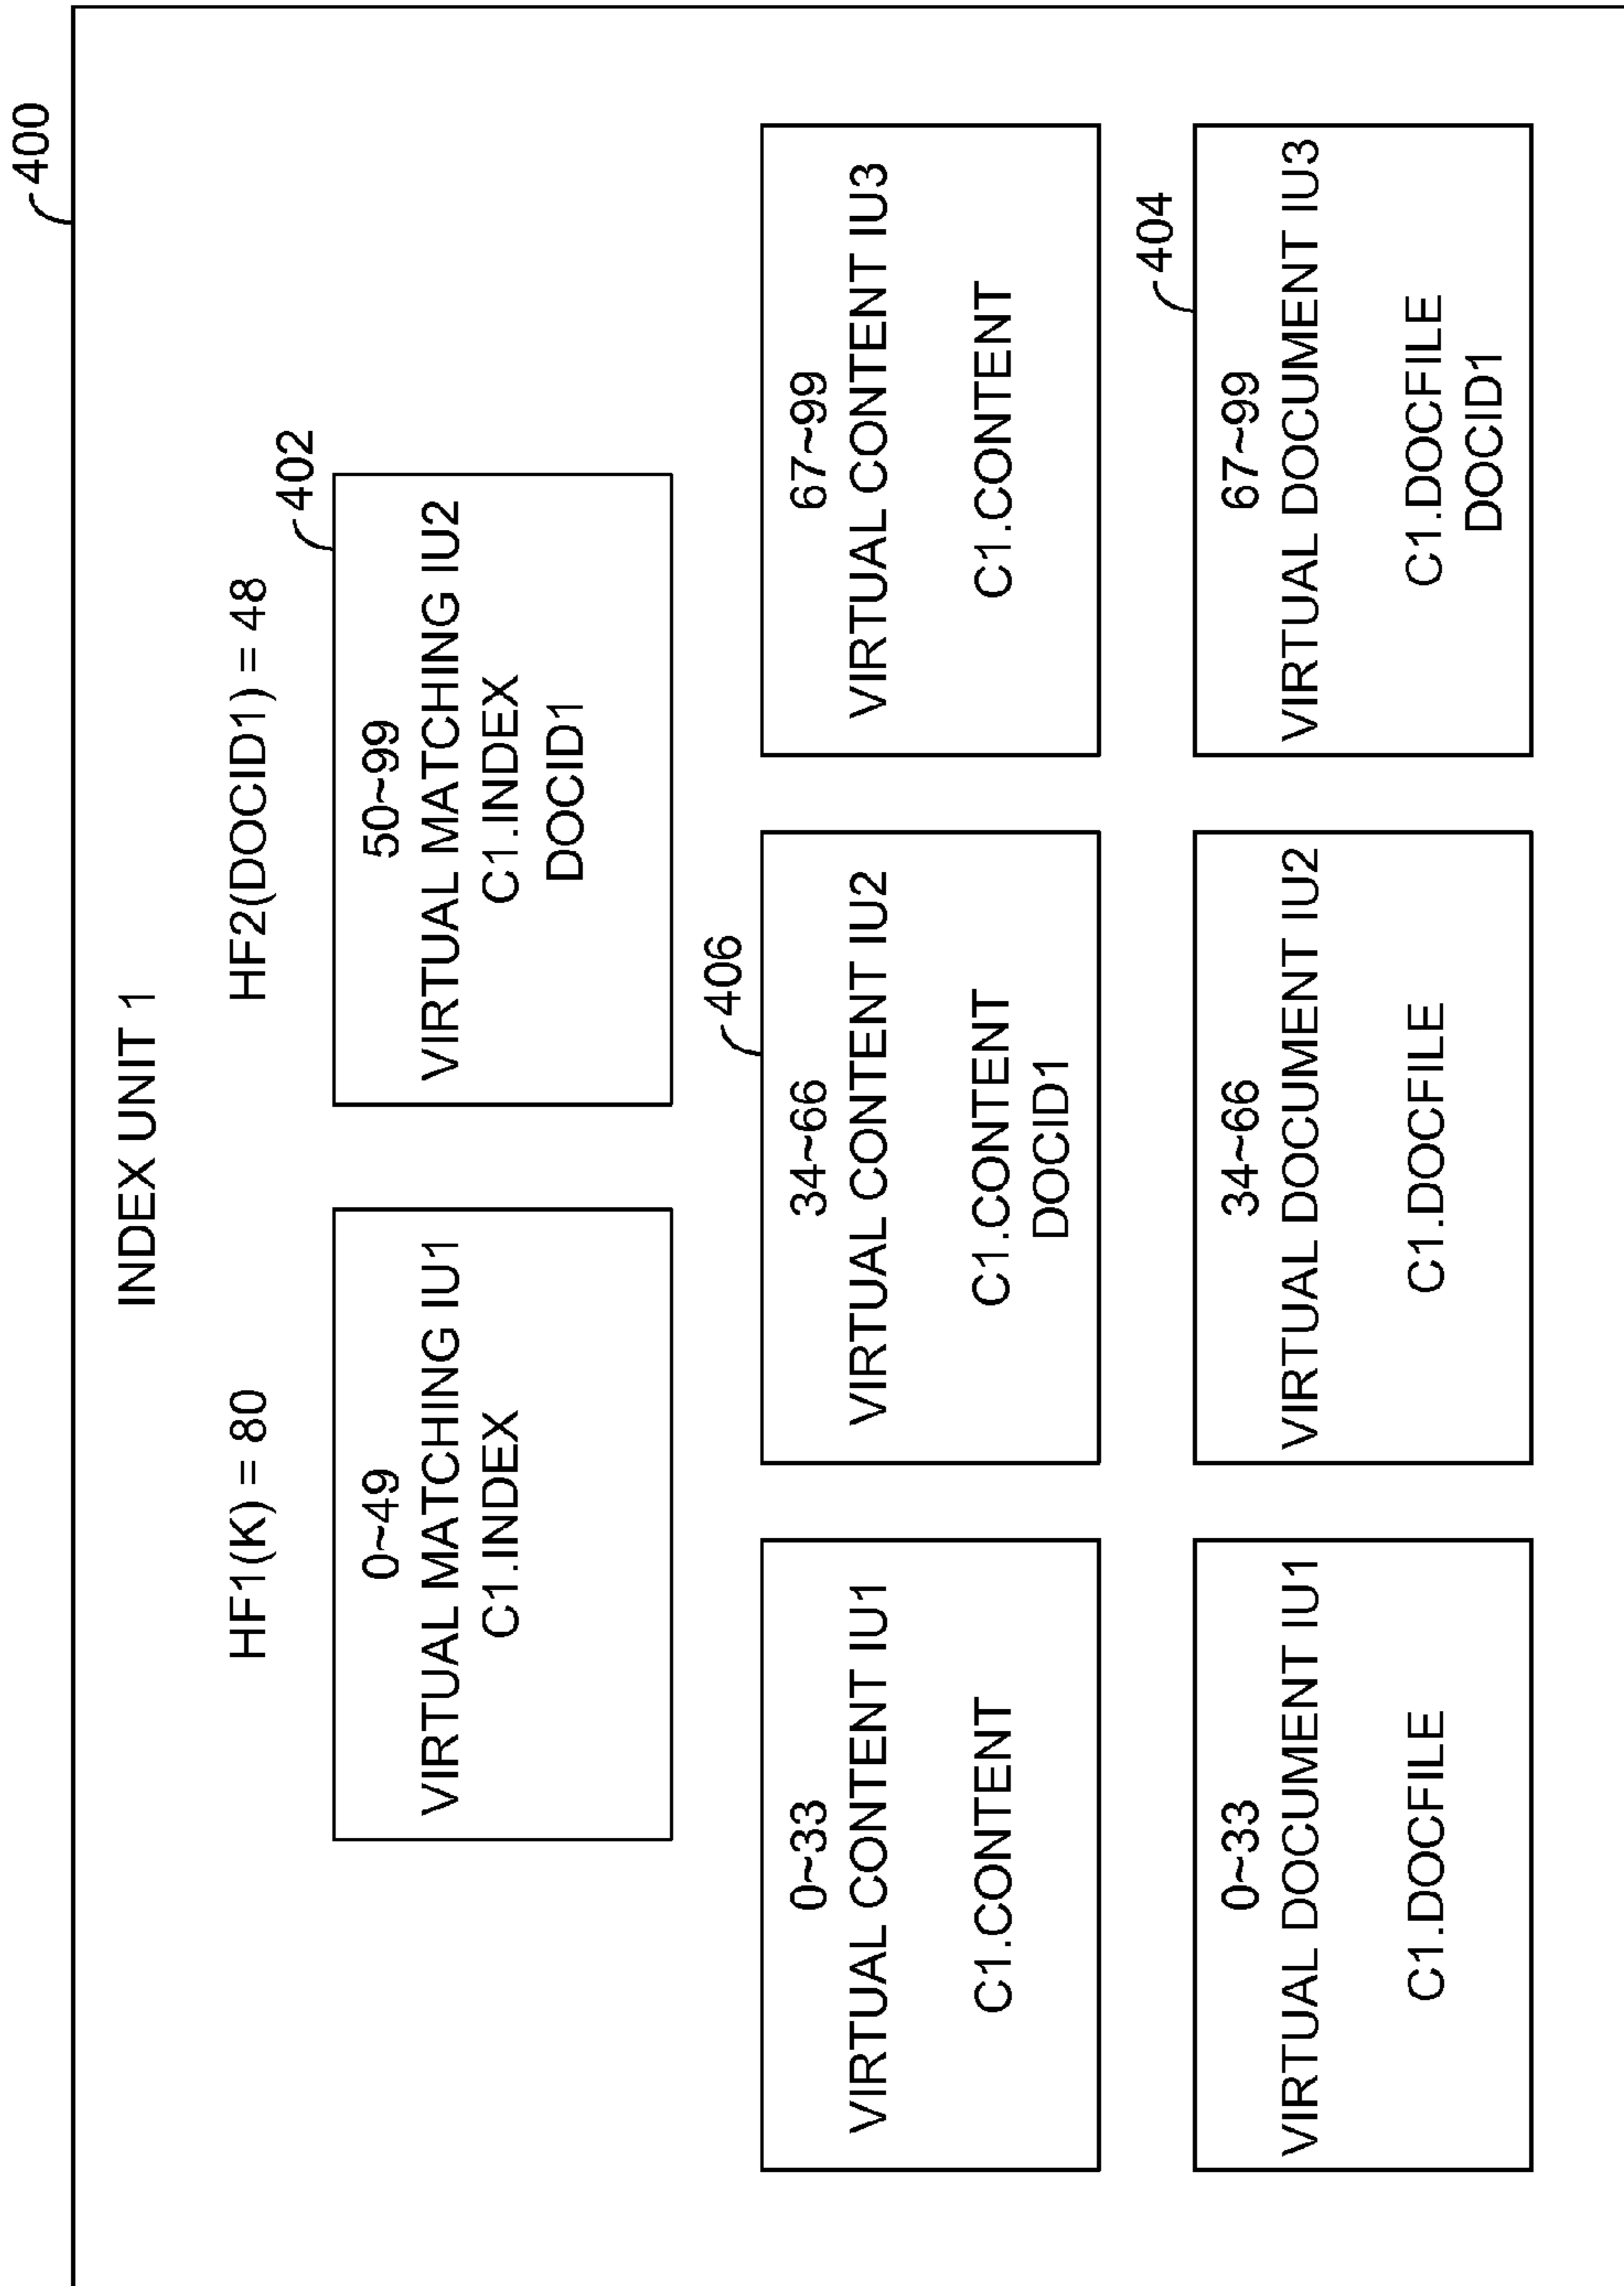 400
INDEX UNIT 1
HF1(K) = 80
HF2(DOCID1) = 48
402
0~49
VIRTUAL MATCHING IU1
C1.INDEX
50~99
VIRTUAL MATCHING IU2
C1.INDEX
DOCID1
406
0~33
VIRTUAL CONTENT IU1
C1.CONTENT
34~66
VIRTUAL CONTENT IU2
C1.CONTENT
DOCID1
67~99
VIRTUAL CONTENT IU3
C1.CONTENT
404
0~33
VIRTUAL DOCUMENT IU1
C1.DOCFILE
34~66
VIRTUAL DOCUMENT IU2
C1.DOCFILE
67~99
VIRTUAL DOCUMENT IU3
C1.DOCFILE
DOCID1